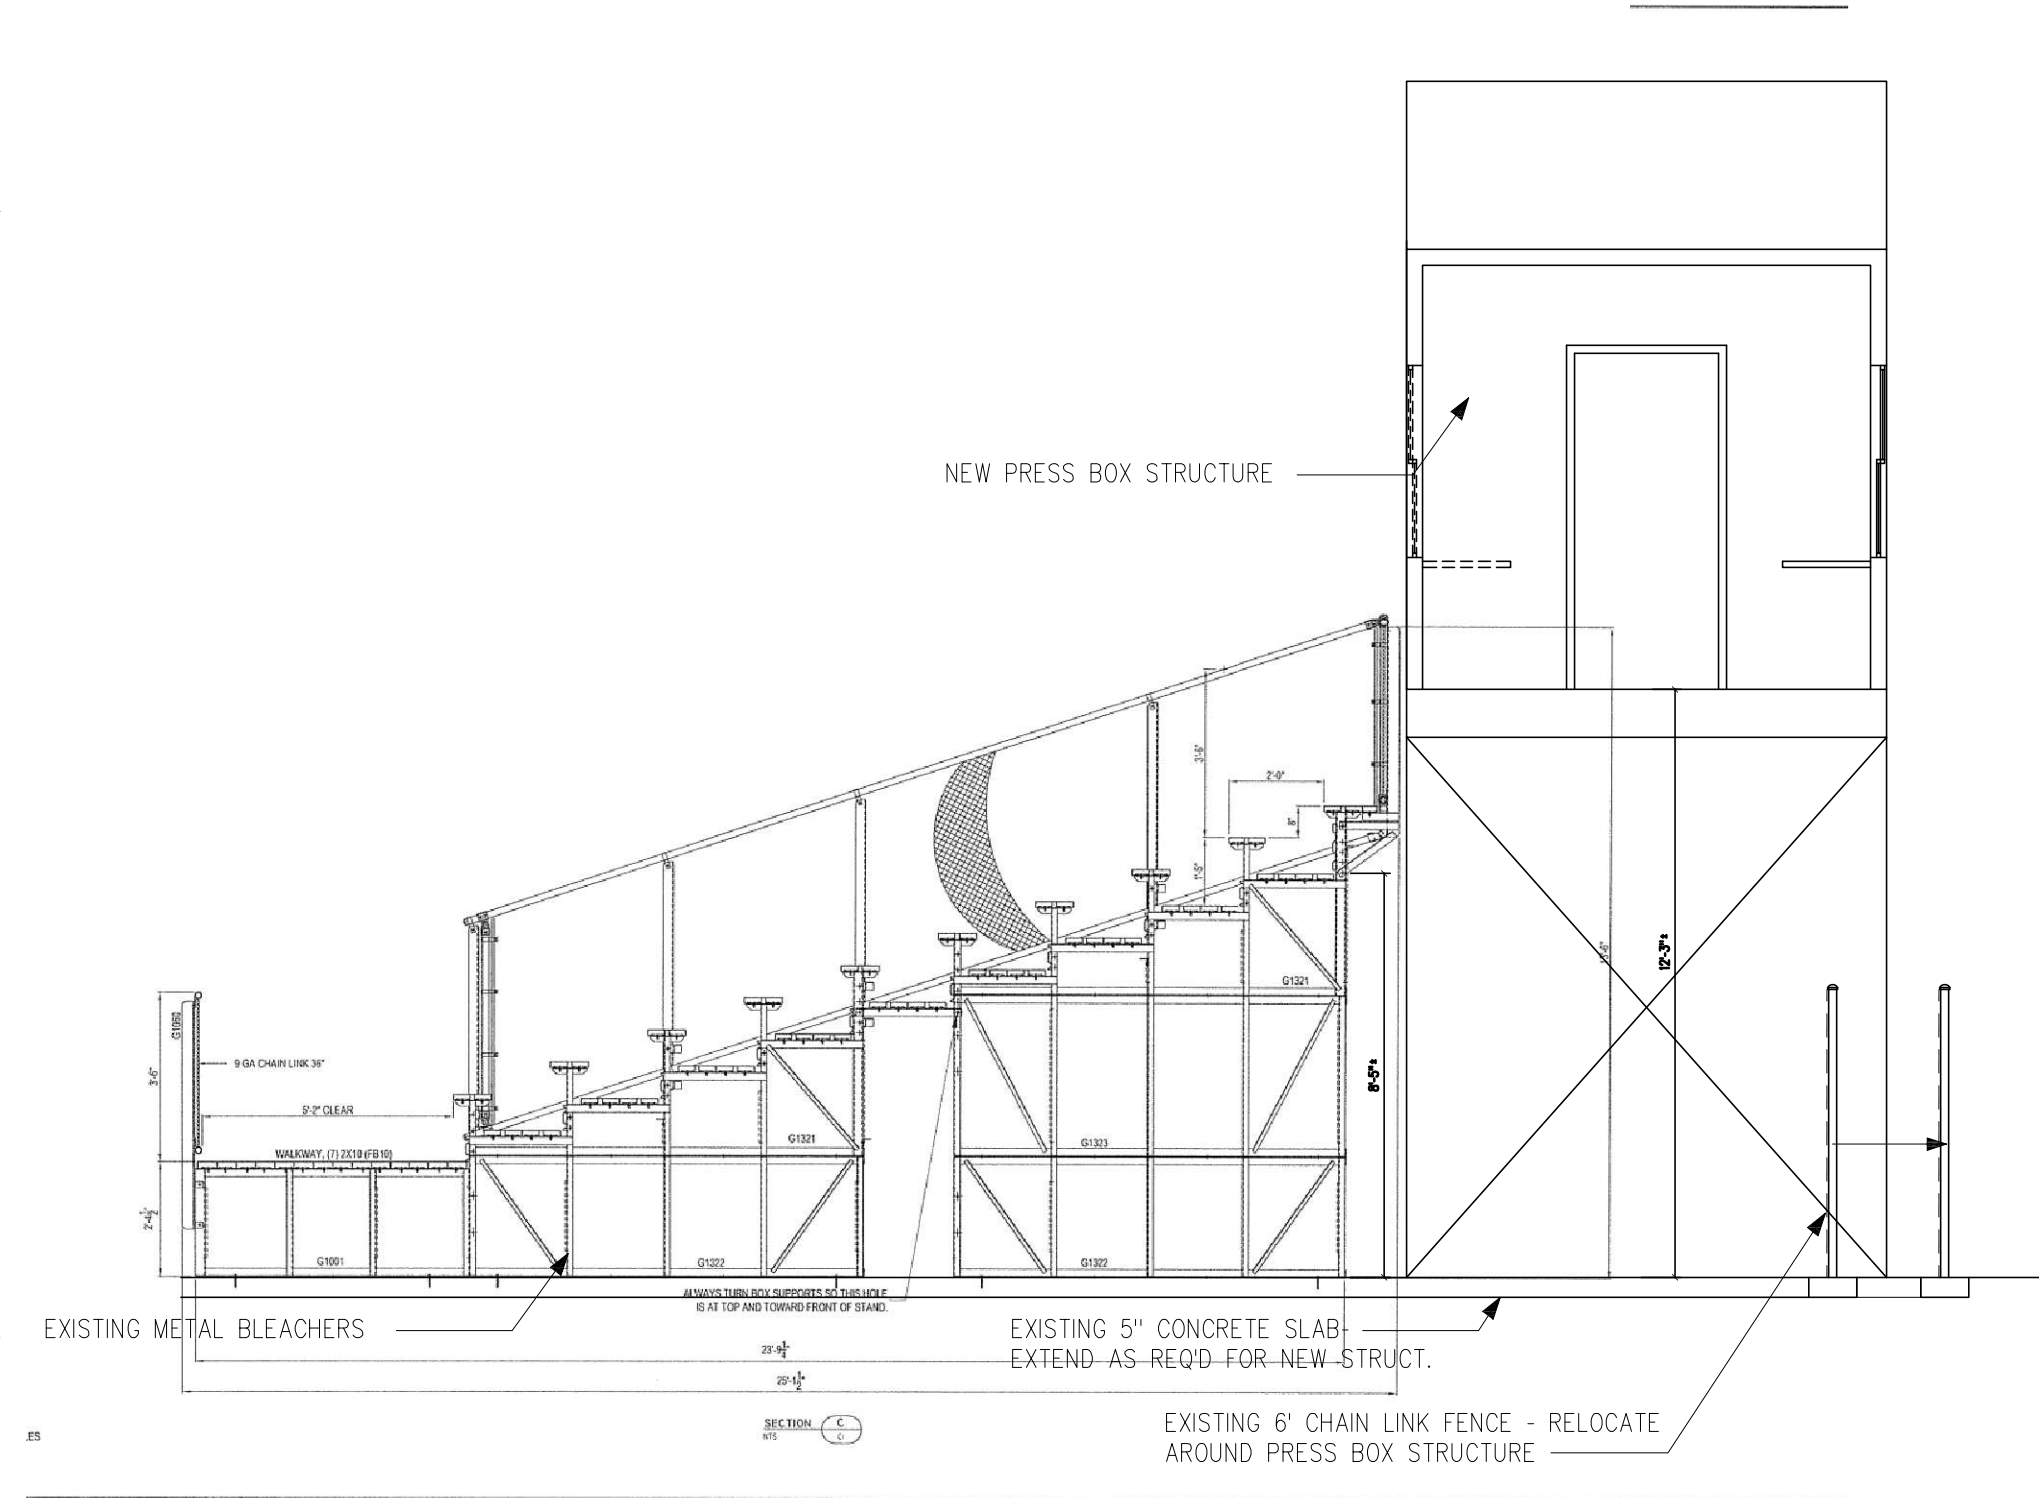 NEW PRESS BOX STRUCTURE
3'-6"
2'-0"
8"
1'-5"
13'-6"
12'-3"±
G1321
8'-5"±
G1060
9 GA CHAIN LINK 36"
3'-6"
5'-2" CLEAR
WALKWAY, (7) 2X10 (FB10)
G1321
G1323
2'-4½"
G1001
G1322
G1322
ALWAYS TURN BOX SUPPORTS SO THIS HOLE
IS AT TOP AND TOWARD FRONT OF STAND.
EXISTING METAL BLEACHERS
EXISTING 5" CONCRETE SLAB-
EXTEND AS REQ'D FOR NEW STRUCT.
23'-9¼"
25'-1½"
SECTION C
NTS
EXISTING 6' CHAIN LINK FENCE - RELOCATE
AROUND PRESS BOX STRUCTURE
.ES